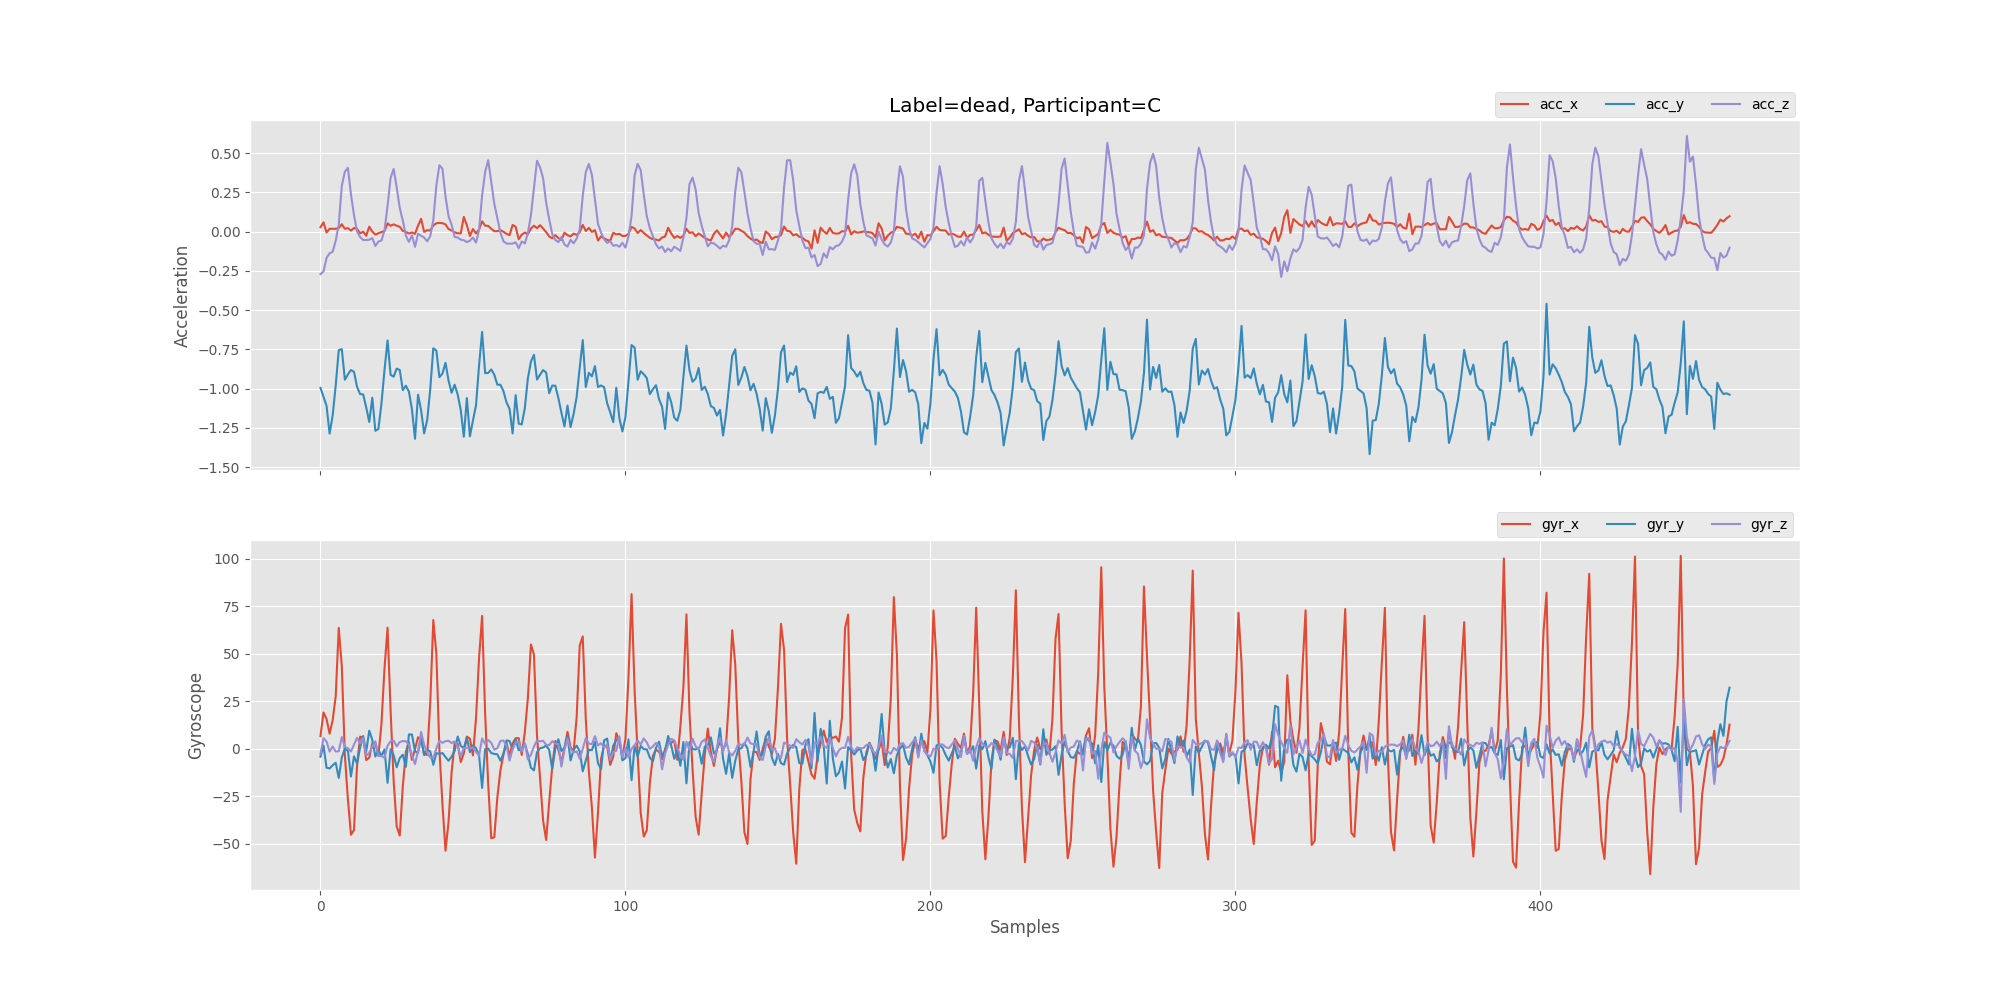 Label=dead, Participant=C
acc_x acc_y acc_z
0.50
0.25
0.00
−0.25
−0.50
−0.75
−1.00
−1.25
−1.50
Acceleration
gyr_x gyr_y gyr_z
100
75
50
25
0
−25
−50
Gyroscope
0 100 200 300 400
Samples